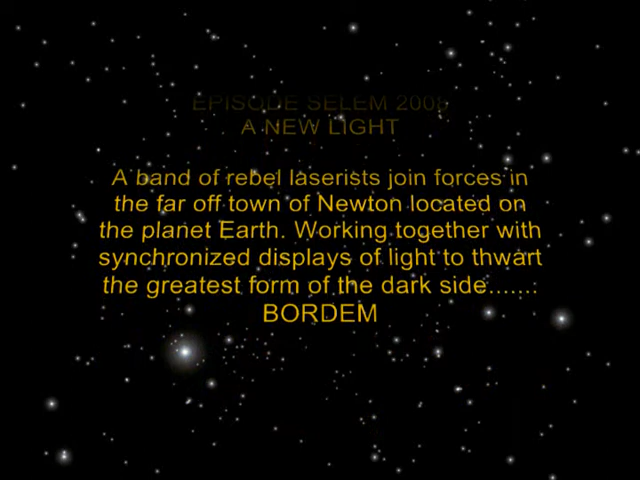 EPISODE SELEM 2008
A NEW LIGHT
A band of rebel laserists join forces in
the far off town of Newton located on
the planet Earth. Working together with
synchronized displays of light to thwart
the greatest form of the dark side......:
BORDEM